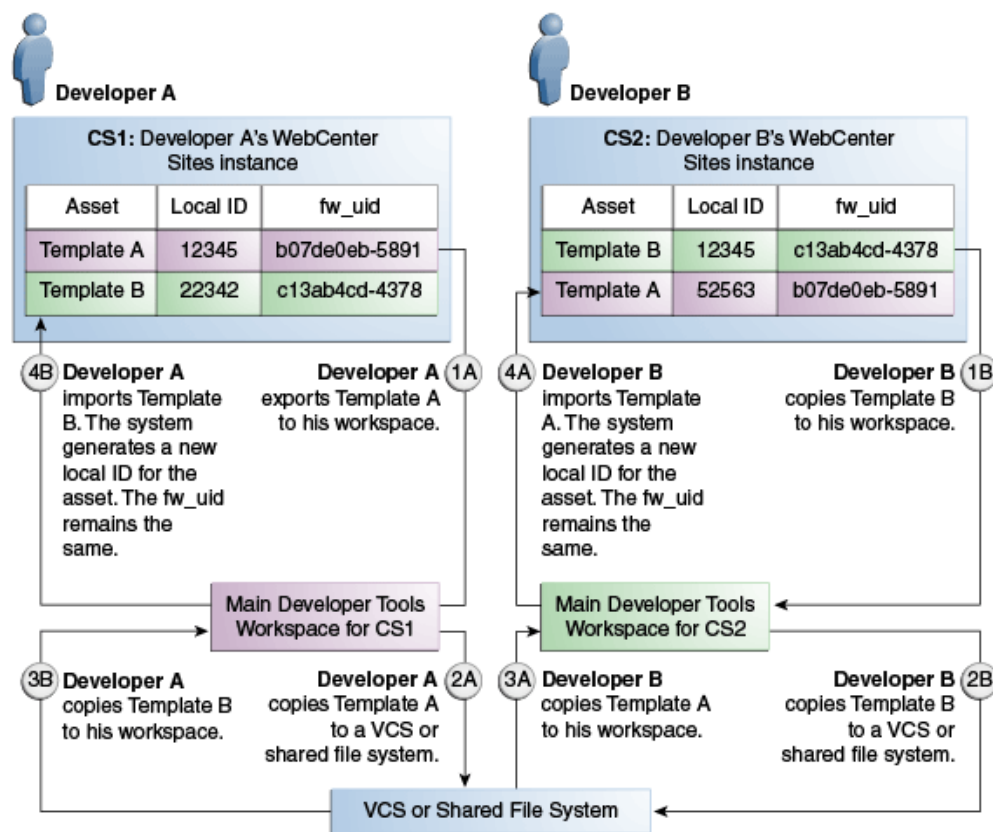 Developer A
Developer B
CS1: Developer A's WebCenter
Sites instance
Asset Local ID fw_uid
Template A 12345 b07de0eb-5891
Template B 22342 c13ab4cd-4378
CS2: Developer B's WebCenter
Sites instance
Asset Local ID fw_uid
Template B 12345 c13ab4cd-4378
Template A 52563 b07de0eb-5891
4B Developer A
imports Template
B. The system
generates a new
local ID for the
asset. The fw_uid
remains the
same.
Developer A 1A
exports Template A
to his workspace.
4A Developer B
imports Template
A. The system
generates a new
local ID for the
asset. The fw_uid
remains the
same.
Developer B 1B
copies Template B
to his workspace.
Main Developer Tools
Workspace for CS1
Main Developer Tools
Workspace for CS2
3B Developer A
copies Template B
to his workspace.
Developer A 2A
copies Template A
to a VCS or
shared file system.
3A Developer B
copies Template A
to his workspace.
Developer B 2B
copies Template B
to a VCS or
shared file system.
VCS or Shared File System